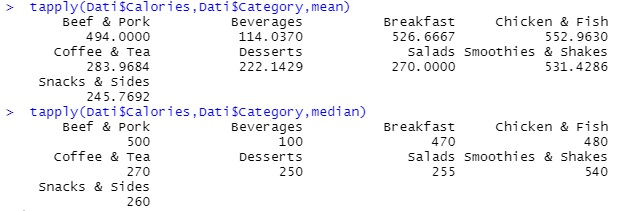 > tapply(Dati$Calories,Dati$Category,mean)
Beef & Pork Beverages Breakfast Chicken & Fish
494.0000 114.0370 526.6667 552.9630
Coffee & Tea Desserts Salads Smoothies & Shakes
283.9684 222.1429 270.0000 531.4286
Snacks & Sides
245.7692
> tapply(Dati$Calories,Dati$Category,median)
Beef & Pork Beverages Breakfast Chicken & Fish
500 100 470 480
Coffee & Tea Desserts Salads Smoothies & Shakes
270 250 255 540
Snacks & Sides
260